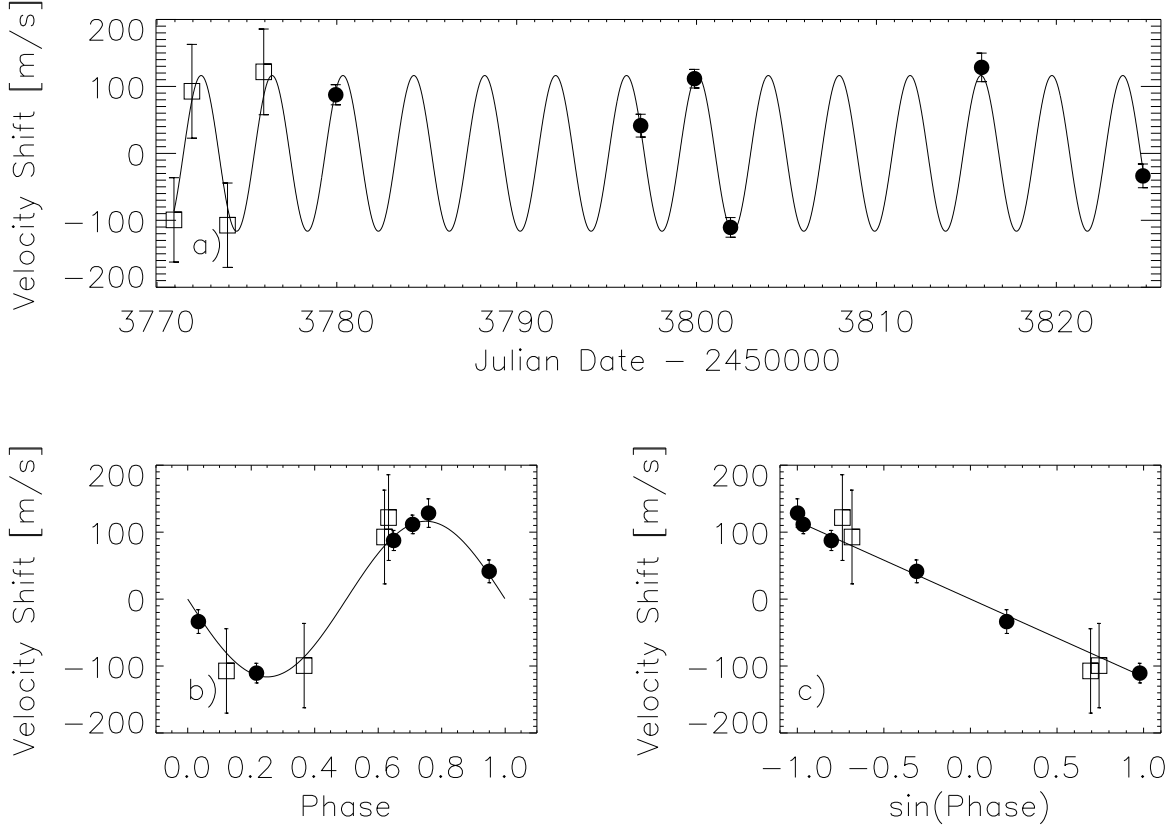 Velocity Shift [m/s]
200
100
0
−100
−200
a)
3770 3780 3790 3800 3810 3820
Julian Date − 2450000
Velocity Shift [m/s]
200
100
0
−100
−200
b)
0.0 0.2 0.4 0.6 0.8 1.0
Phase
Velocity Shift [m/s]
200
100
0
−100
−200
c)
−1.0 −0.5 0.0 0.5 1.0
sin(Phase)